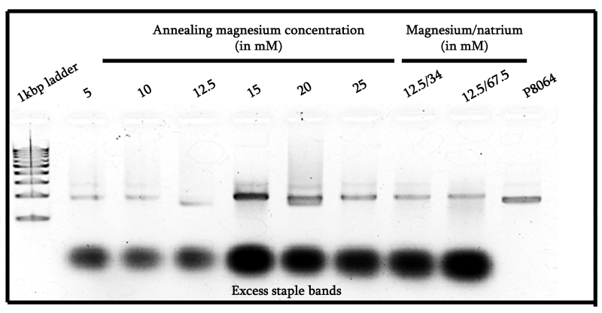 Annealing magnesium concentration
(in mM)
Magnesium/natrium
(in mM)
1kbp ladder
5
10
12.5
15
20
25
12.5/34
12.5/67.5
P8064
Excess staple bands